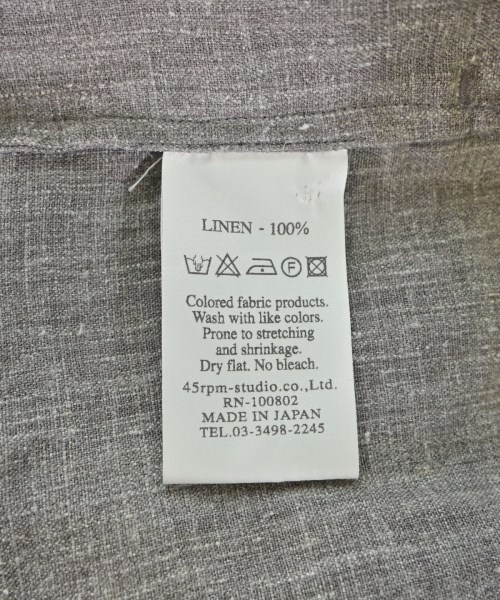 LINEN - 100%
F
Colored fabric products.
Wash with like colors.
Prone to stretching
and shrinkage.
Dry flat. No bleach.
45rpm-studio.co.,Ltd.
RN-100802
MADE IN JAPAN
TEL.03-3498-2245